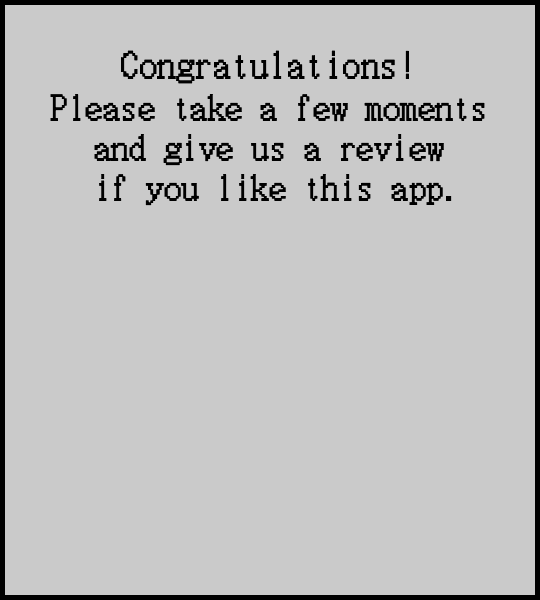 Congratulations!
Please take a few moments
and give us a review
if you like this app.